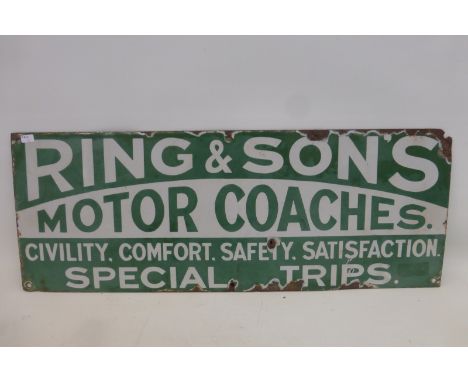 RING & SON'S
MOTOR COACHES.
CIVILITY. COMFORT. SAFETY. SATISFACTION.
SPECIAL TRIPS.